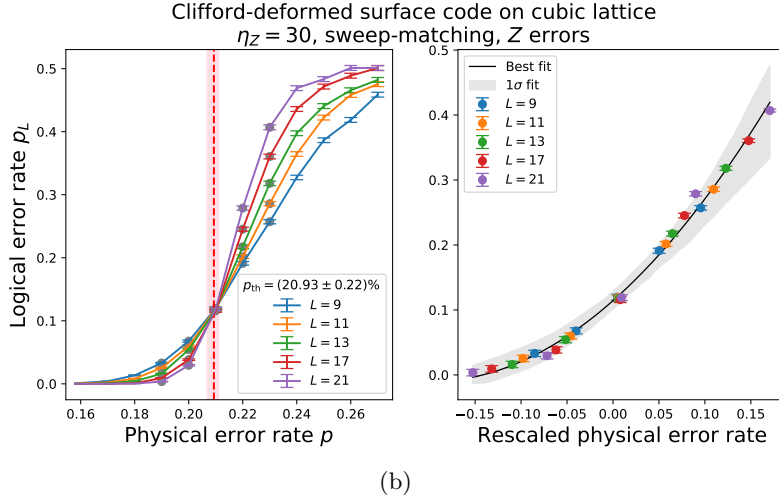 Clifford-deformed surface code on cubic lattice
η_Z = 30, sweep-matching, Z errors
Logical error rate p_L
0.5
0.4
0.3
0.2
0.1
0.0
0.16
0.18
0.20
0.22
0.24
0.26
Physical error rate p
p_th = (20.93 ± 0.22)%
L = 9
L = 11
L = 13
L = 17
L = 21
0.5
0.4
0.3
0.2
0.1
0.0
−0.15
−0.10
−0.05
0.00
0.05
0.10
0.15
Rescaled physical error rate
Best fit
1σ fit
L = 9
L = 11
L = 13
L = 17
L = 21
(b)